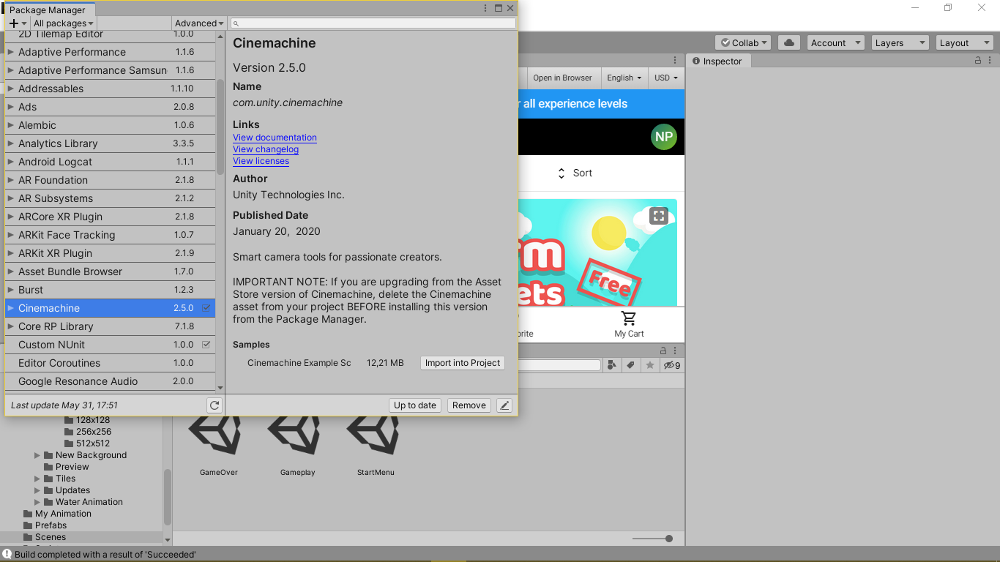 Package Manager
All packages
Advanced
2D Tilemap Editor 1.0.0
Adaptive Performance 1.1.6
Adaptive Performance Samsun 1.1.6
Addressables 1.1.10
Ads 2.0.8
Alembic 1.0.6
Analytics Library 3.3.5
Android Logcat 1.1.1
AR Foundation 2.1.8
AR Subsystems 2.1.2
ARCore XR Plugin 2.1.8
ARKit Face Tracking 1.0.7
ARKit XR Plugin 2.1.9
Asset Bundle Browser 1.7.0
Burst 1.2.3
Cinemachine 2.5.0
Core RP Library 7.1.8
Custom NUnit 1.0.0
Editor Coroutines 1.0.0
Google Resonance Audio 2.0.0
Last update May 31, 17:51
Cinemachine
Version 2.5.0
Name
com.unity.cinemachine
Links
View documentation
View changelog
View licenses
Author
Unity Technologies Inc.
Published Date
January 20, 2020
Smart camera tools for passionate creators.
IMPORTANT NOTE: If you are upgrading from the Asset
Store version of Cinemachine, delete the Cinemachine
asset from your project BEFORE installing this version
from the Package Manager.
Samples
Cinemachine Example Sc 12,21 MB Import into Project
Up to date Remove
Collab Account Layers Layout
Inspector
Open in Browser English USD
all experience levels
NP
Sort
Free
My Cart
9
128x128
256x256
512x512
New Background
Preview
Tiles
Updates
Water Animation
My Animation
Prefabs
Scenes
GameOver Gameplay StartMenu
Build completed with a result of 'Succeeded'